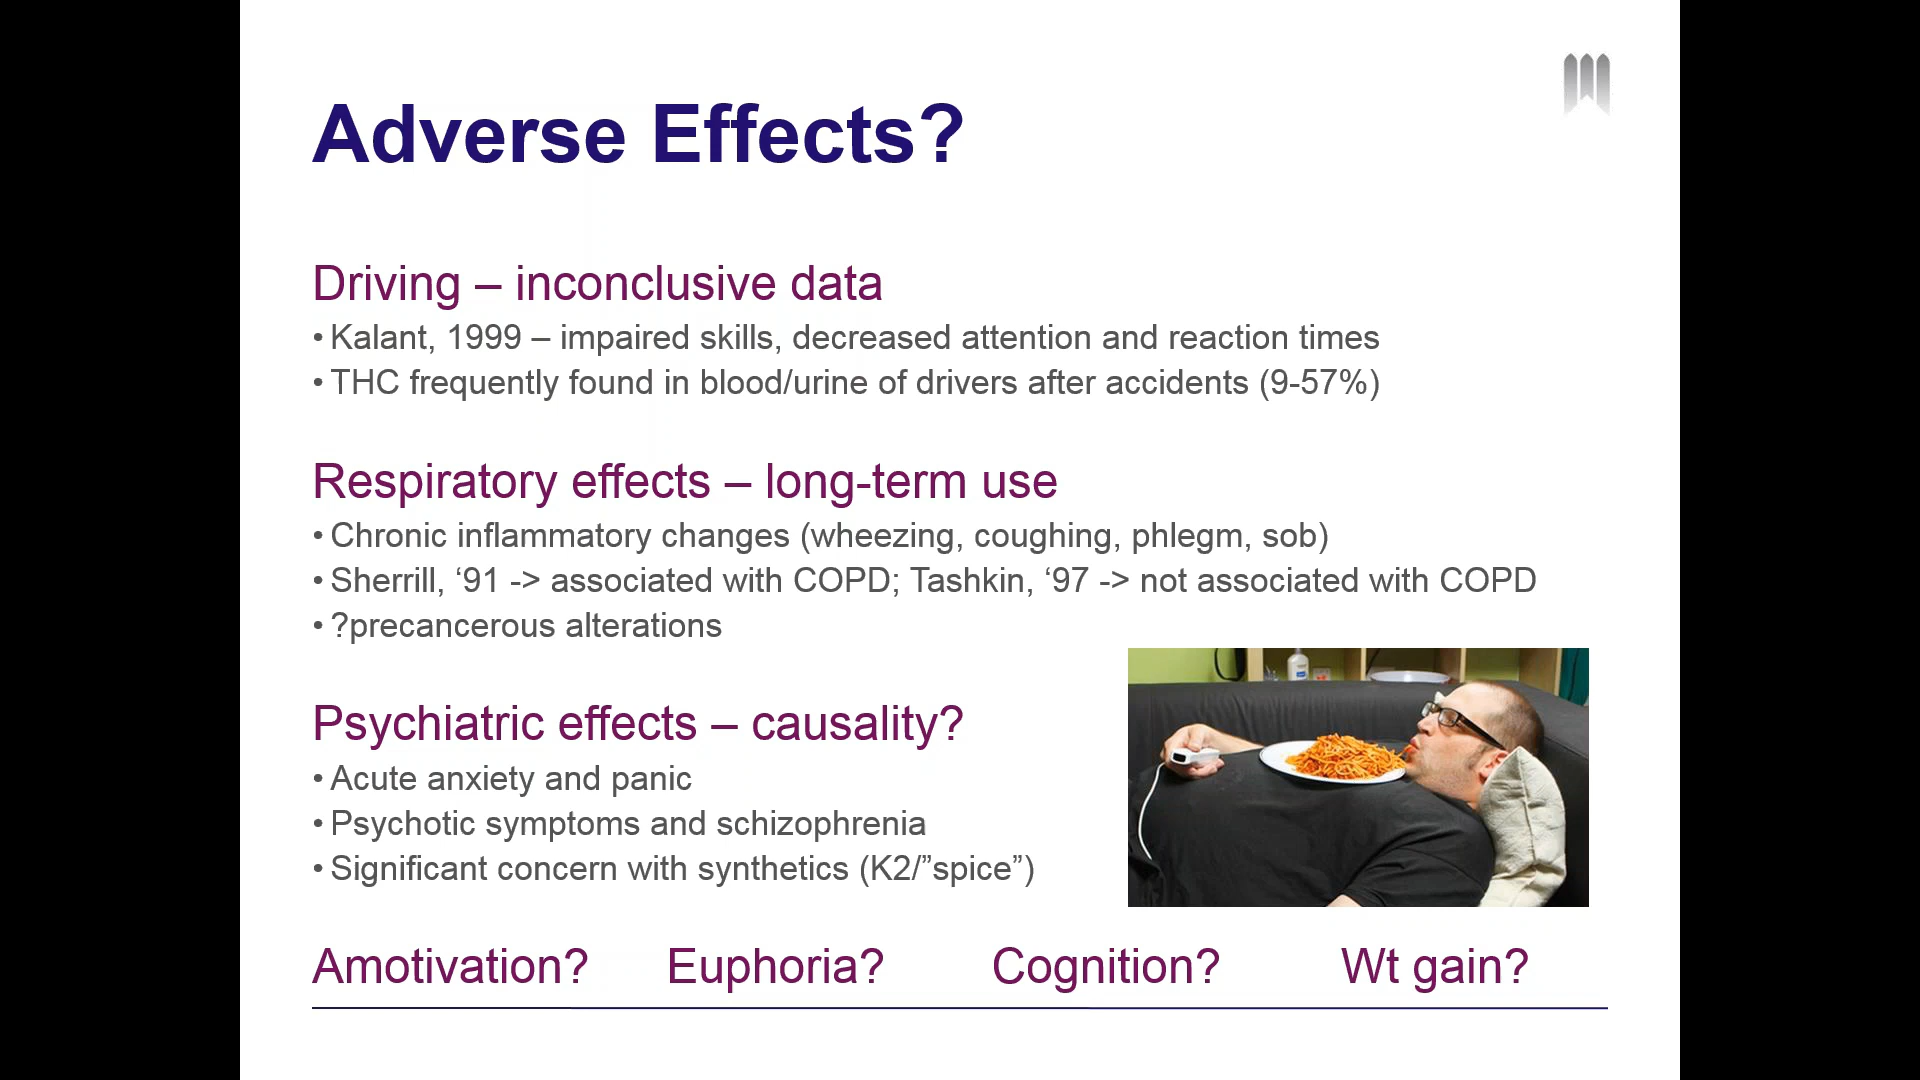 Adverse Effects?
Driving – inconclusive data
• Kalant, 1999 – impaired skills, decreased attention and reaction times
• THC frequently found in blood/urine of drivers after accidents (9-57%)
Respiratory effects – long-term use
• Chronic inflammatory changes (wheezing, coughing, phlegm, sob)
• Sherrill, ‘91 -> associated with COPD; Tashkin, ‘97 -> not associated with COPD
• ?precancerous alterations
Psychiatric effects – causality?
• Acute anxiety and panic
• Psychotic symptoms and schizophrenia
• Significant concern with synthetics (K2/”spice”)
Amotivation? Euphoria? Cognition? Wt gain?